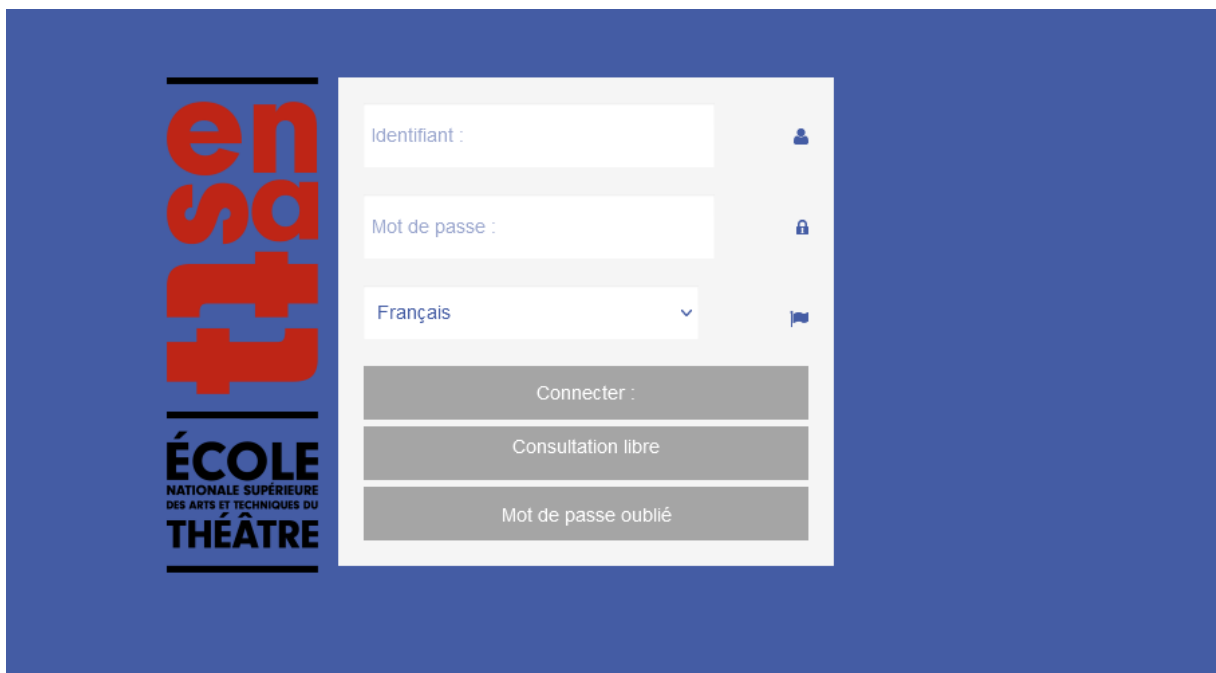 ensatt
ÉCOLE
NATIONALE SUPÉRIEURE
DES ARTS ET TECHNIQUES DU
THÉÂTRE
Identifiant :
Mot de passe :
Français
Connecter :
Consultation libre
Mot de passe oublié